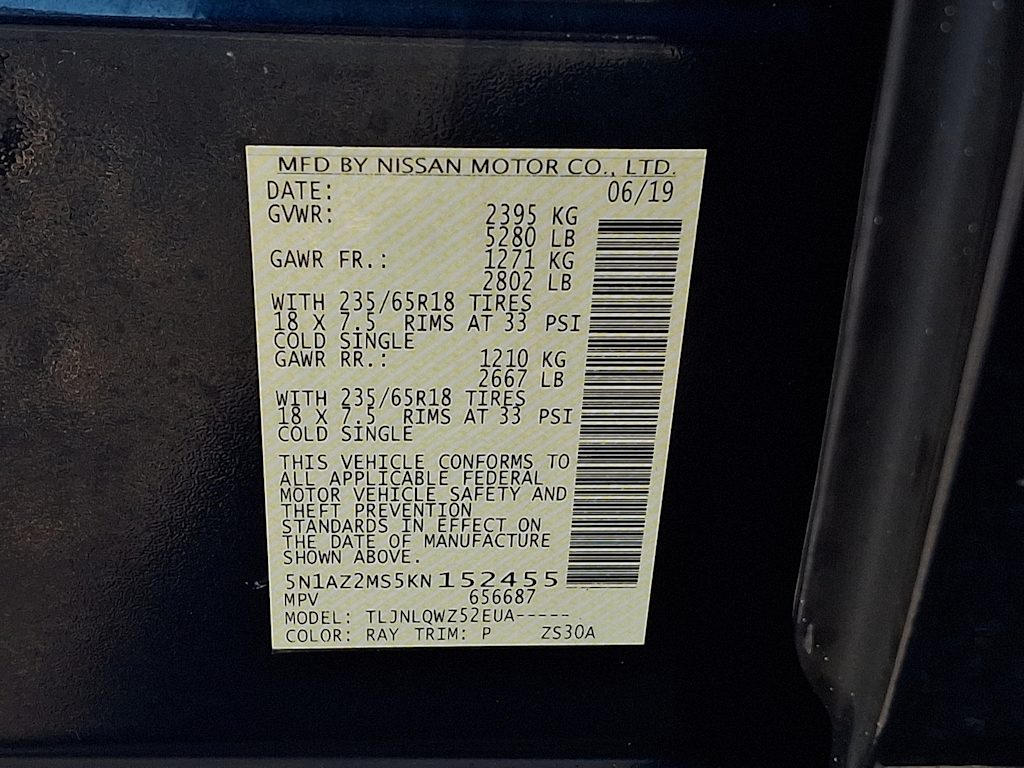 MFD BY NISSAN MOTOR CO., LTD.
DATE: 06/19
GVWR: 2395 KG
5280 LB
GAWR FR.: 1271 KG
2802 LB
WITH 235/65R18 TIRES
18 X 7.5 RIMS AT 33 PSI
COLD SINGLE
GAWR RR.: 1210 KG
2667 LB
WITH 235/65R18 TIRES
18 X 7.5 RIMS AT 33 PSI
COLD SINGLE
THIS VEHICLE CONFORMS TO
ALL APPLICABLE FEDERAL
MOTOR VEHICLE SAFETY AND
THEFT PREVENTION
STANDARDS IN EFFECT ON
THE DATE OF MANUFACTURE
SHOWN ABOVE.
5N1AZ2MS5KN152455
MPV 656687
MODEL: TLJNLQWZ52EUA-----
COLOR: RAY TRIM: P ZS30A